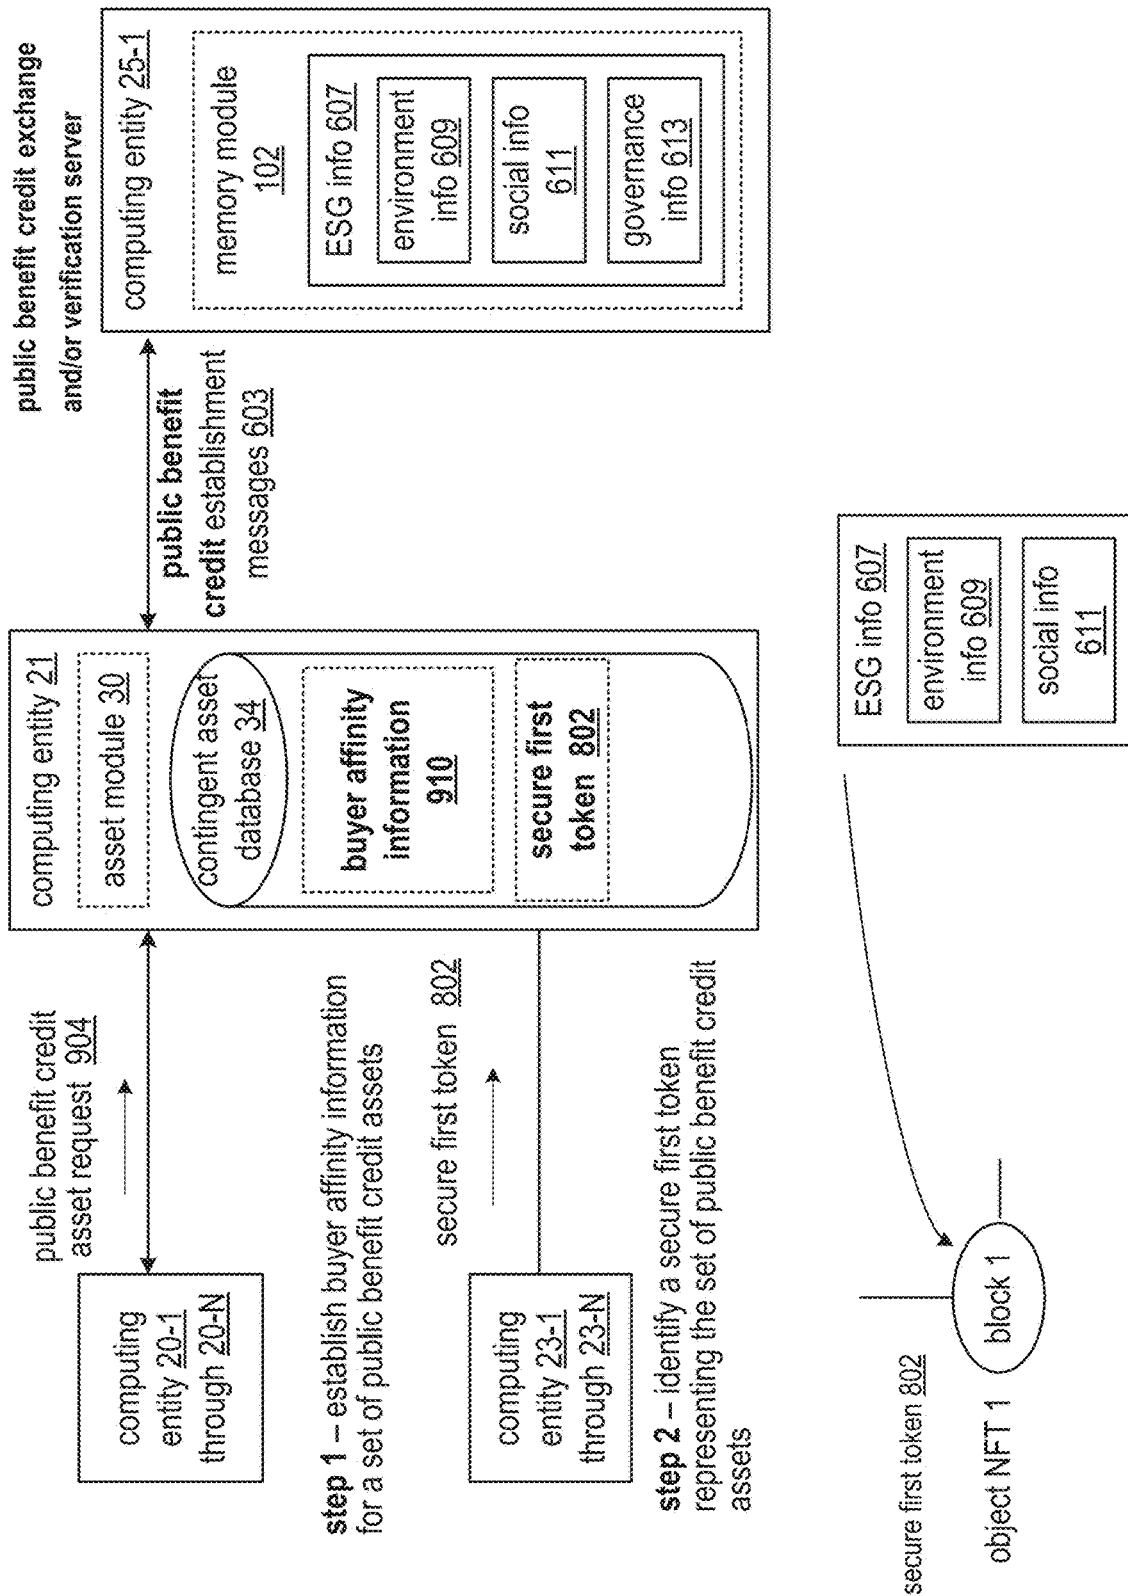 public benefit credit exchange
and/or verification server
public benefit credit
asset request 904
computing
entity 20-1
through 20-N
step 1 – establish buyer affinity information
for a set of public benefit credit assets
secure first token 802
computing
entity 23-1
through 23-N
step 2 – identify a secure first token
representing the set of public benefit credit
assets
computing entity 21
asset module 30
contingent asset
database 34
buyer affinity
information
910
secure first
token 802
public benefit
credit establishment
messages 603
computing entity 25-1
memory module
102
ESG info 607
environment
info 609
social info
611
governance
info 613
secure first token 802
object NFT 1
block 1
ESG info 607
environment
info 609
social info
611